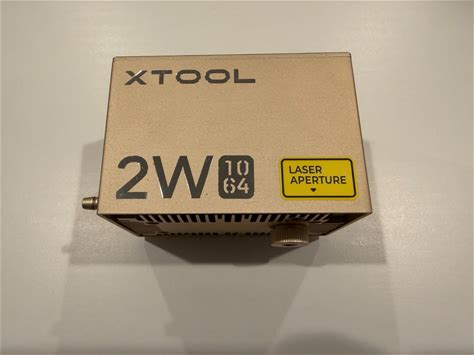 XTOOL
2W
10
64
LASER
APERTURE